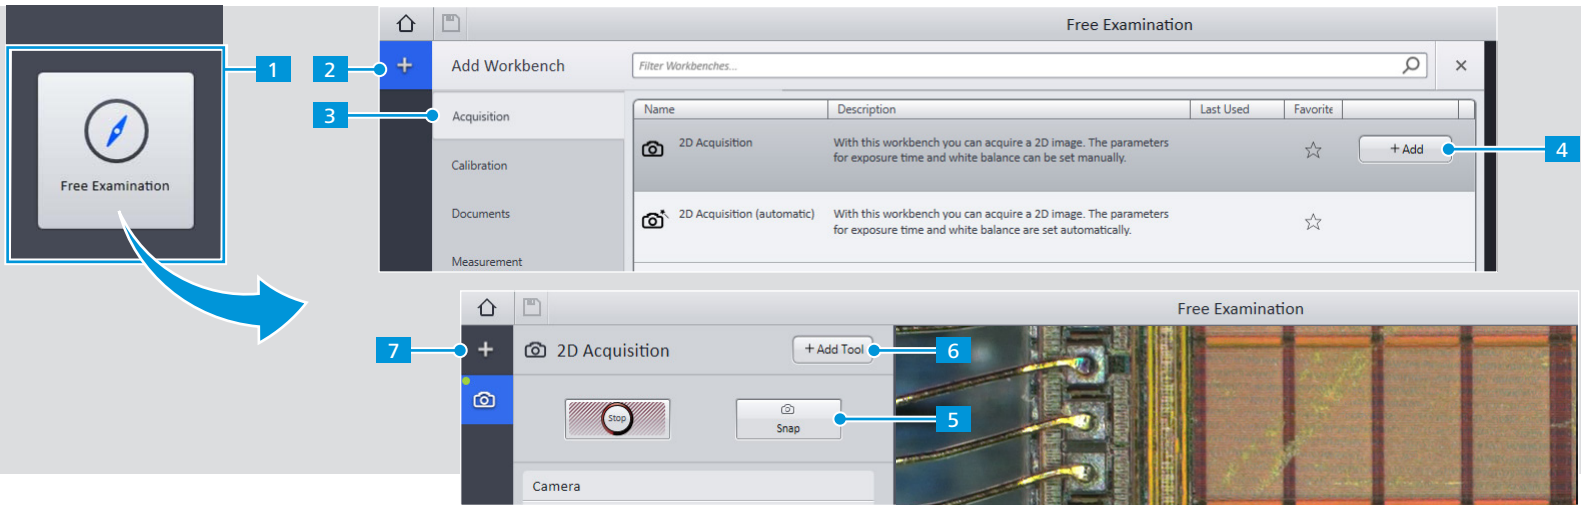 Free Examination
1
2
3
Free Examination
Add Workbench
Filter Workbenches...
Acquisition
Calibration
Documents
Measurement
Name Description Last Used Favorite
2D Acquisition
With this workbench you can acquire a 2D image. The parameters
for exposure time and white balance can be set manually.
+ Add
4
2D Acquisition (automatic)
With this workbench you can acquire a 2D image. The parameters
for exposure time and white balance are set automatically.
Free Examination
7
2D Acquisition
+ Add Tool
6
Stop
Snap
5
Camera